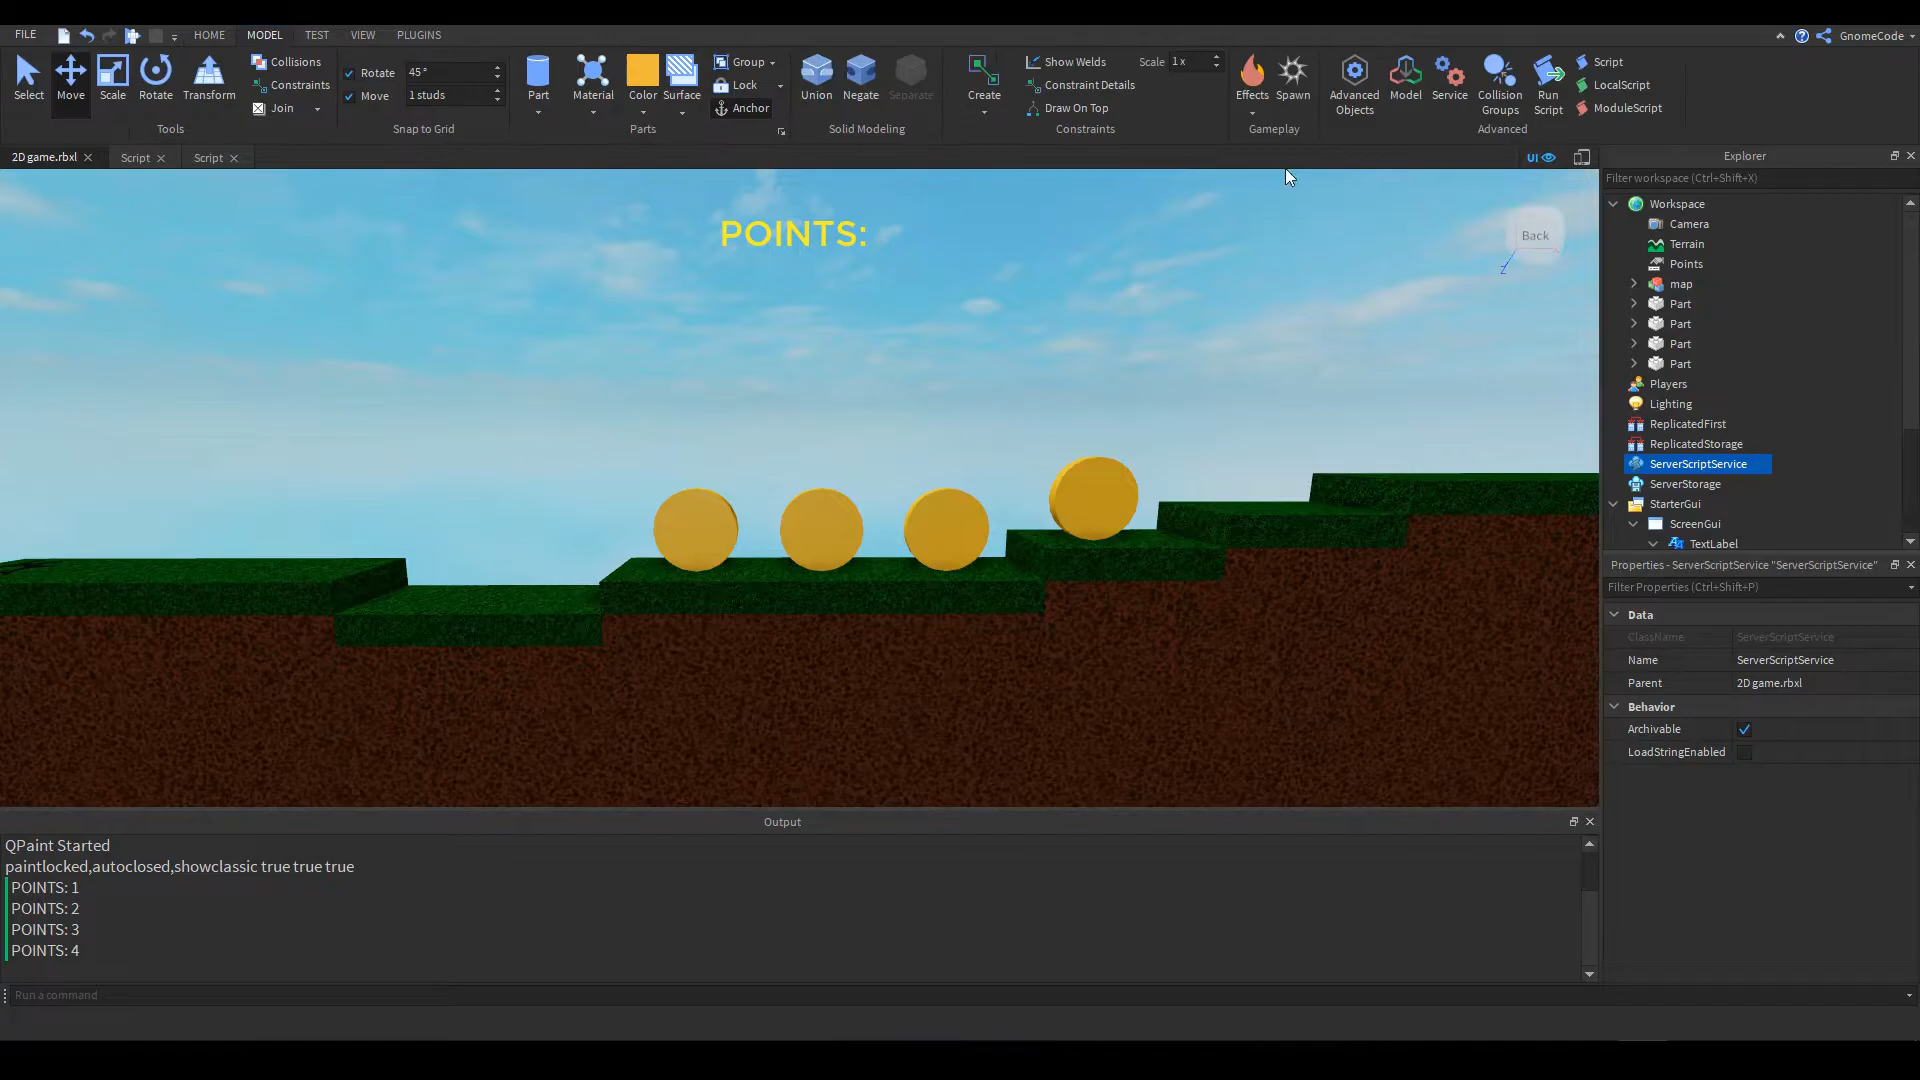 FILE HOME MODEL TEST VIEW PLUGINS GnomeCode
Select Move Scale Rotate Transform
Collisions
Constraints
Join
Tools
Rotate 45°
Move 1 studs
Snap to Grid
Part Material Color Surface
Group
Lock
Anchor
Parts
Union Negate Separate
Solid Modeling
Create
Show Welds
Constraint Details
Draw On Top
Scale 1 x
Constraints
Effects Spawn
Gameplay
Advanced Objects
Model
Service
Collision Groups
Run Script
Script
LocalScript
ModuleScript
Advanced
2D game.rbxl Script Script
UI
POINTS:
Back
Z
Explorer
Filter workspace (Ctrl+Shift+X)
Workspace
Camera
Terrain
Points
map
Part
Part
Part
Part
Players
Lighting
ReplicatedFirst
ReplicatedStorage
ServerScriptService
ServerStorage
StarterGui
ScreenGui
TextLabel
Properties - ServerScriptService "ServerScriptService"
Filter Properties (Ctrl+Shift+P)
Data
ClassName ServerScriptService
Name ServerScriptService
Parent 2D game.rbxl
Behavior
Archivable
LoadStringEnabled
Output
QPaint Started
paintlocked,autoclosed,showclassic true true true
POINTS: 1
POINTS: 2
POINTS: 3
POINTS: 4
Run a command